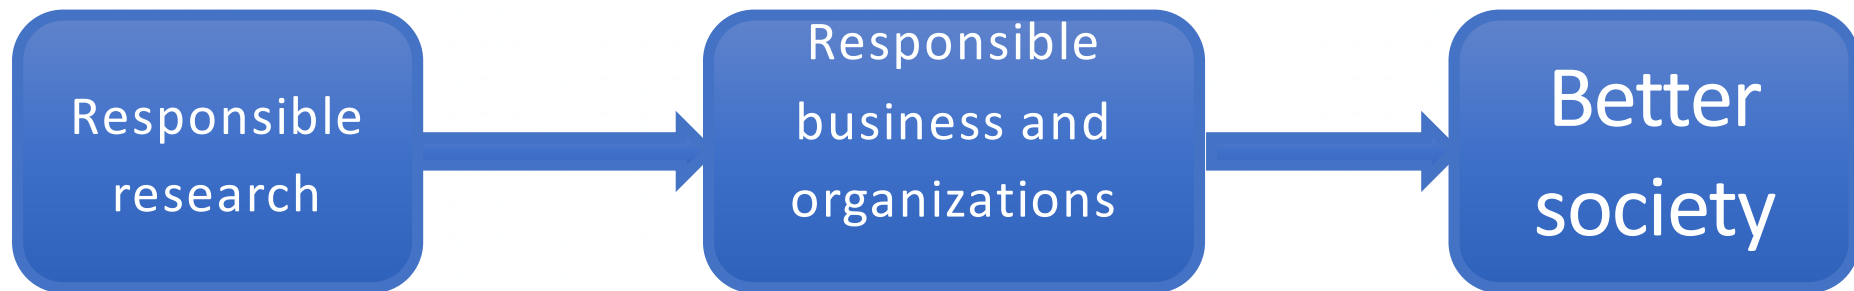 Responsible
research
Responsible
business and
organizations
Better
society